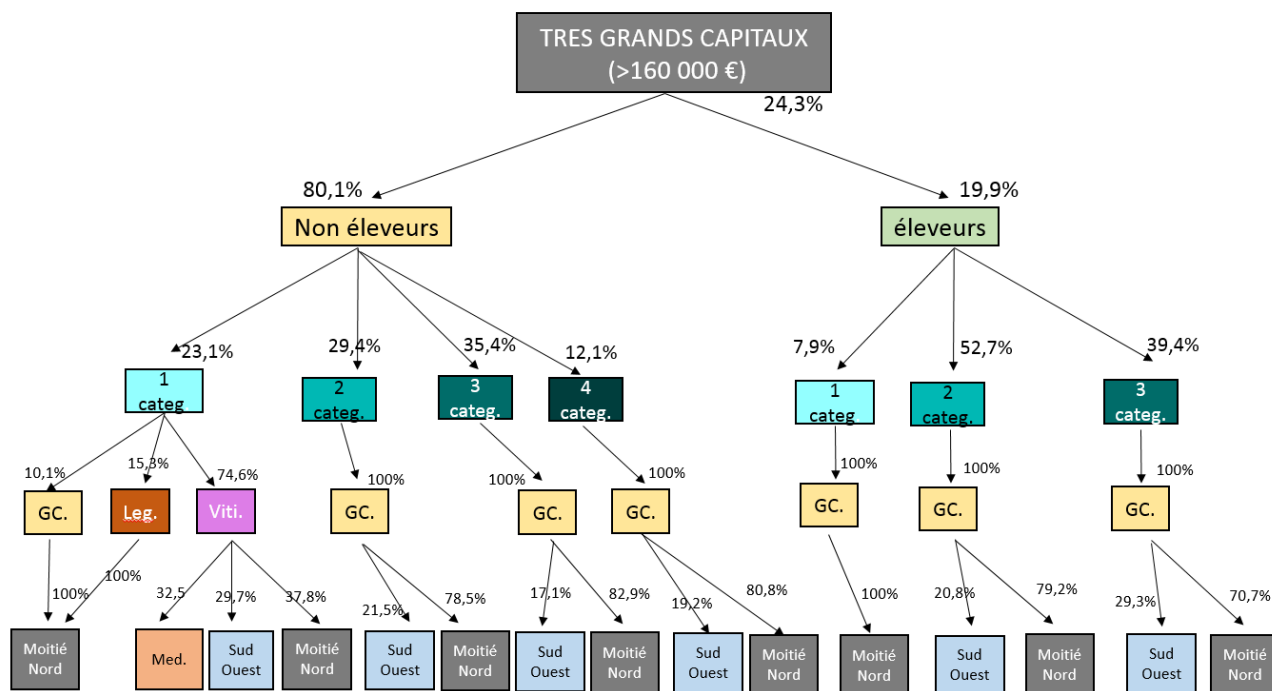 TRES GRANDS CAPITAUX
(>160 000 €)
24,3%
80,1%
19,9%
Non éleveurs
éleveurs
23,1%
29,4%
35,4%
12,1%
7,9%
52,7%
39,4%
1
categ
2
categ.
3
categ.
4
categ.
1
categ
2
categ.
3
categ.
10,1%
15,3%
74,6%
100%
100%
100%
100%
100%
100%
GC.
Leg.
Viti.
GC.
GC.
GC.
GC.
GC.
GC.
100%
100%
32,5
29,7%
37,8%
21,5%
78,5%
17,1%
82,9%
19,2%
80,8%
100%
20,8%
79,2%
29,3%
70,7%
Moitié
Nord
Med.
Sud
Ouest
Moitié
Nord
Sud
Ouest
Moitié
Nord
Sud
Ouest
Moitié
Nord
Sud
Ouest
Moitié
Nord
Moitié
Nord
Sud
Ouest
Moitié
Nord
Sud
Ouest
Moitié
Nord